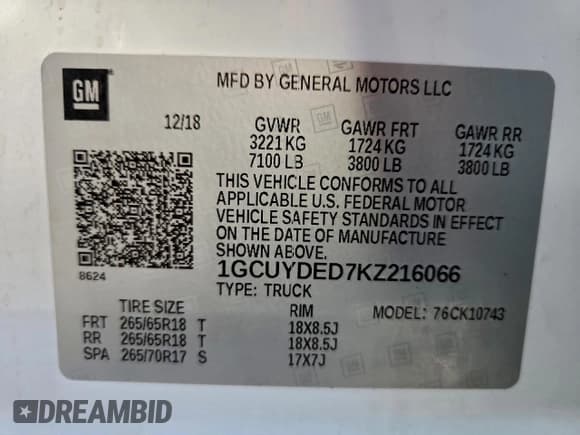 GM
MFD BY GENERAL MOTORS LLC
12/18 GVWR GAWR FRT GAWR RR
3221 KG 1724 KG 1724 KG
7100 LB 3800 LB 3800 LB
THIS VEHICLE CONFORMS TO ALL
APPLICABLE U.S. FEDERAL MOTOR
VEHICLE SAFETY STANDARDS IN EFFECT
ON THE DATE OF MANUFACTURE
SHOWN ABOVE.
8624
1GCUYDED7KZ216066
TYPE: TRUCK
TIRE SIZE RIM MODEL: 76CK10743
FRT 265/65R18 T 18X8.5J
RR 265/65R18 T 18X8.5J
SPA 265/70R17 S 17X7J
DREAMBID